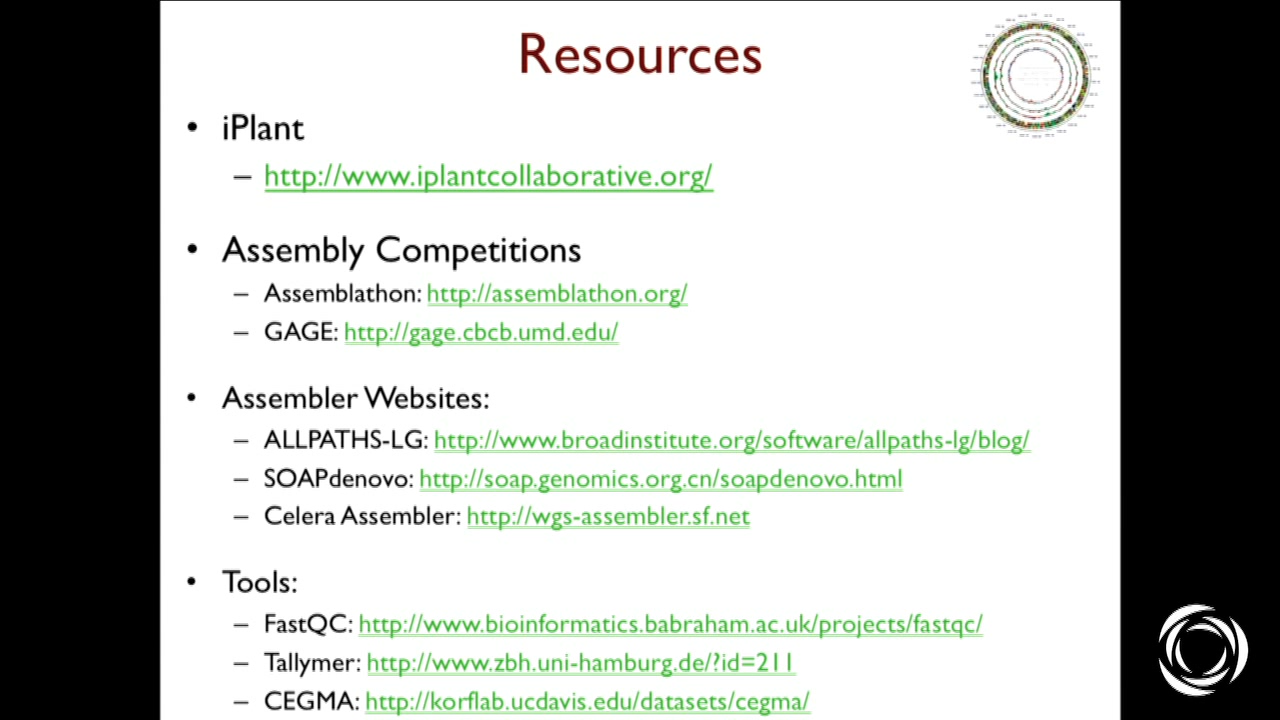 Resources
• iPlant
– http://www.iplantcollaborative.org/
• Assembly Competitions
– Assemblathon: http://assemblathon.org/
– GAGE: http://gage.cbcb.umd.edu/
• Assembler Websites:
– ALLPATHS-LG: http://www.broadinstitute.org/software/allpaths-lg/blog/
– SOAPdenovo: http://soap.genomics.org.cn/soapdenovo.html
– Celera Assembler: http://wgs-assembler.sf.net
• Tools:
– FastQC: http://www.bioinformatics.babraham.ac.uk/projects/fastqc/
– Tallymer: http://www.zbh.uni-hamburg.de/?id=211
– CEGMA: http://korflab.ucdavis.edu/datasets/cegma/